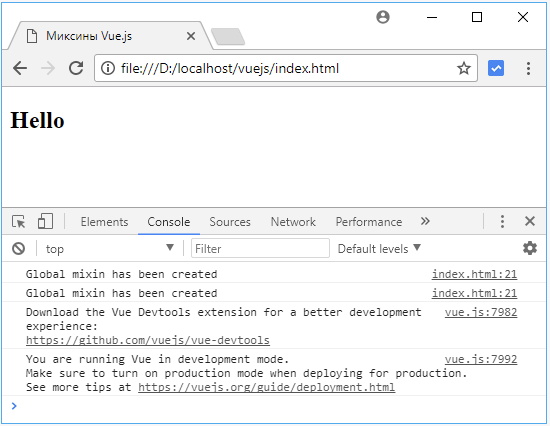 Миксины Vue.js
file:///D:/localhost/vuejs/index.html
Hello
Elements Console Sources Network Performance »
top Filter Default levels
Global mixin has been created index.html:21
Global mixin has been created index.html:21
Download the Vue Devtools extension for a better development vue.js:7982
experience:
https://github.com/vuejs/vue-devtools
You are running Vue in development mode. vue.js:7992
Make sure to turn on production mode when deploying for production.
See more tips at https://vuejs.org/guide/deployment.html